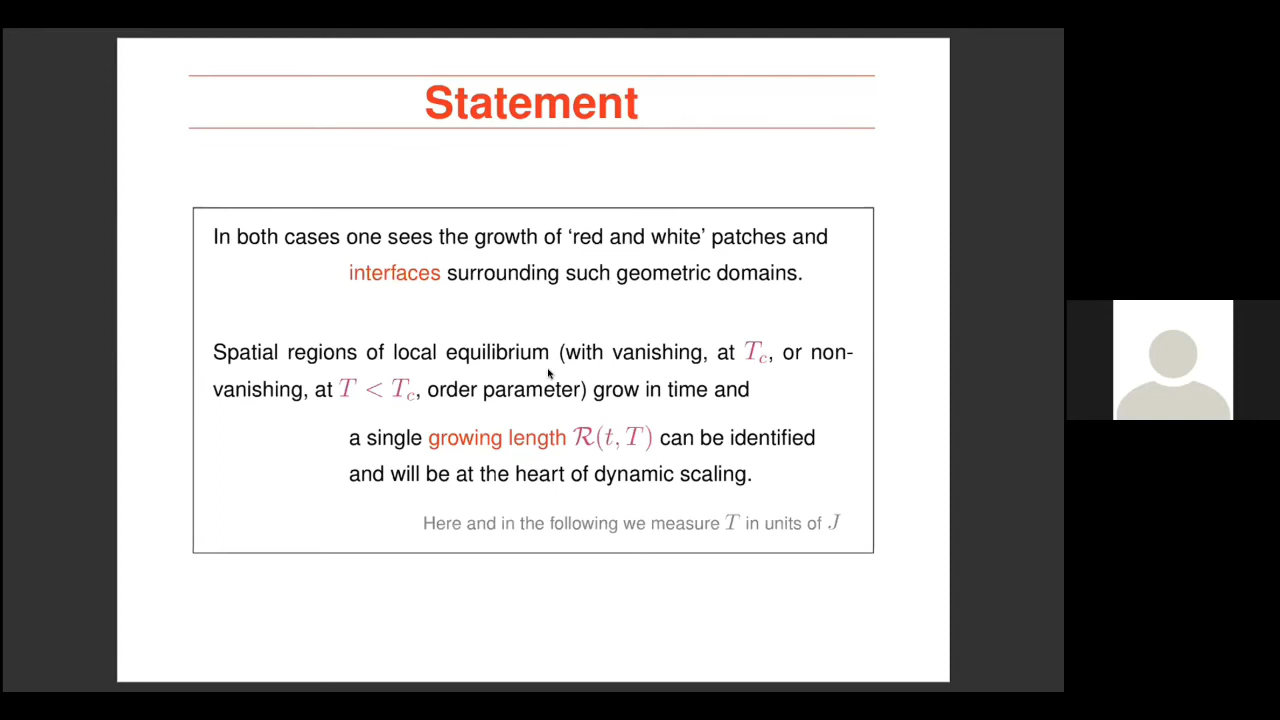 Statement
In both cases one sees the growth of ‘red and white’ patches and
interfaces surrounding such geometric domains.
Spatial regions of local equilibrium (with vanishing, at T_c, or non-
vanishing, at T < T_c, order parameter) grow in time and
a single growing length ℛ(t, T) can be identified
and will be at the heart of dynamic scaling.
Here and in the following we measure T in units of J